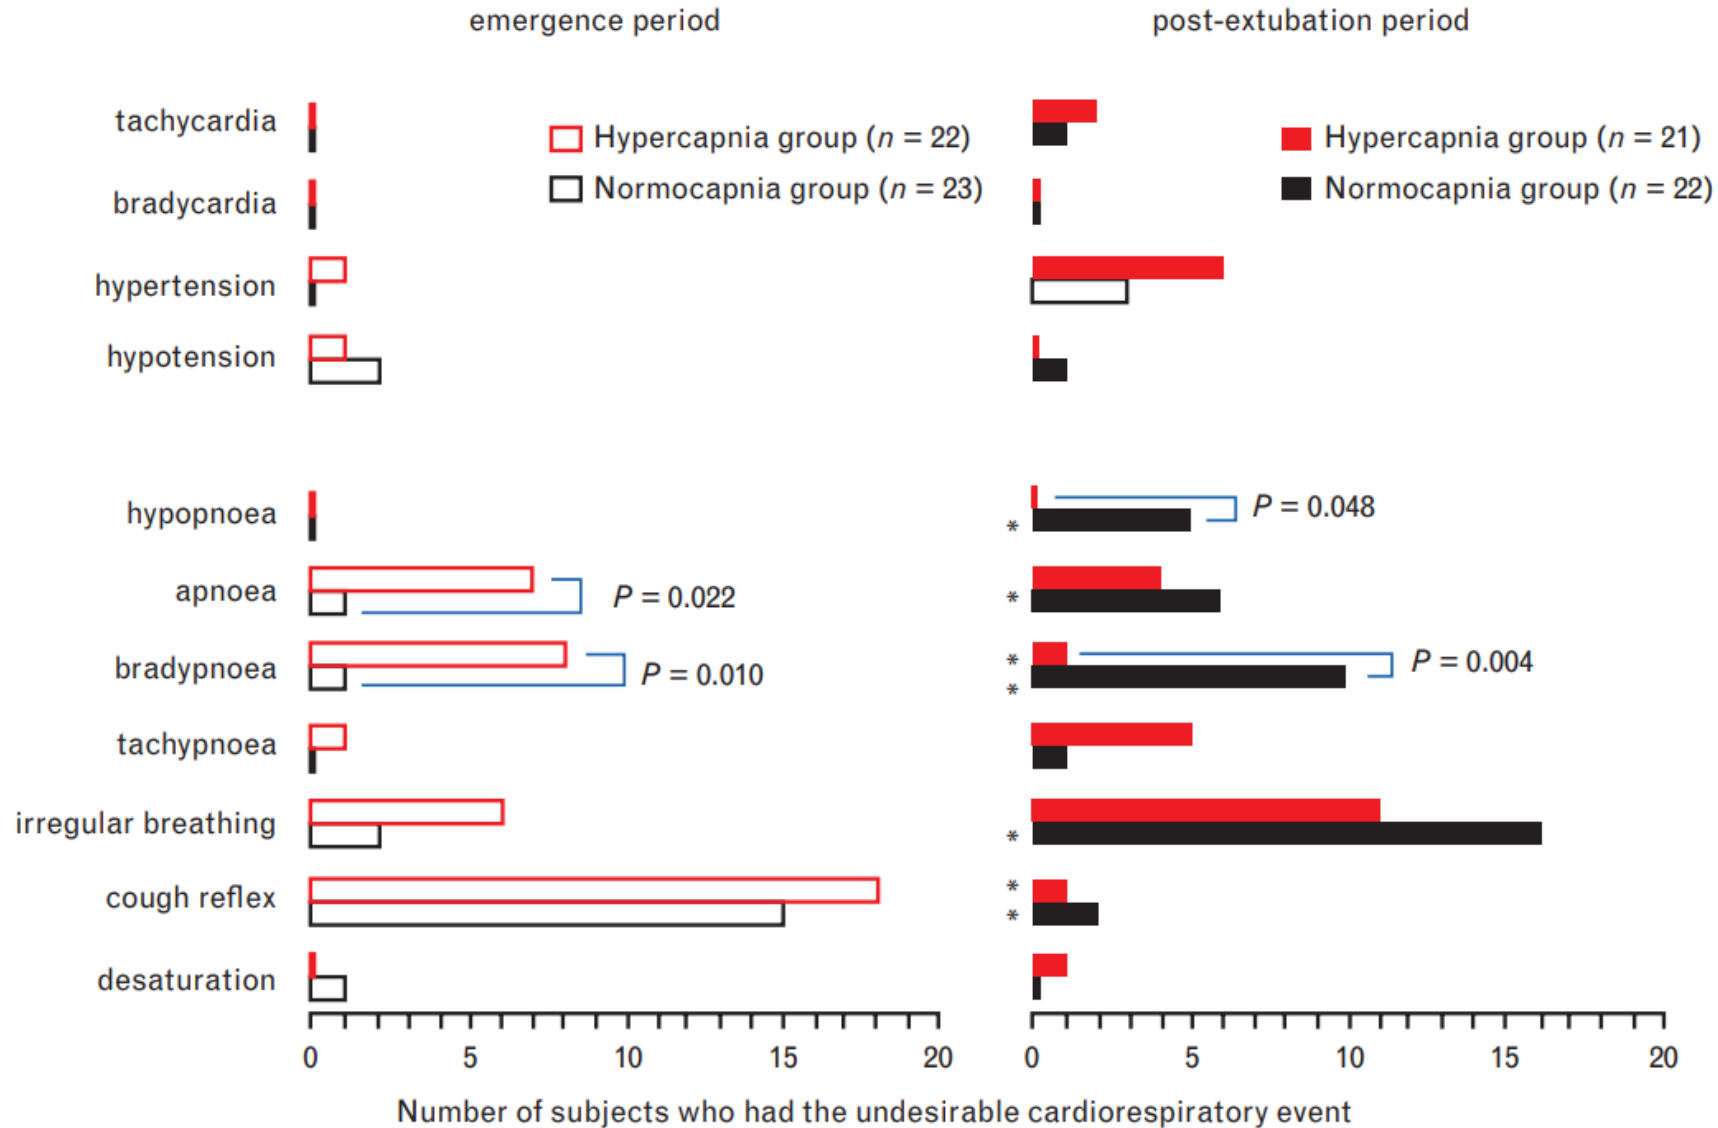 emergence period
post-extubation period
tachycardia
Hypercapnia group (n = 22)
Hypercapnia group (n = 21)
Normocapnia group (n = 23)
Normocapnia group (n = 22)
bradycardia
hypertension
hypotension
hypopnoea
P = 0.048
*
apnoea
P = 0.022
*
bradypnoea
P = 0.010
*
P = 0.004
*
tachypnoea
irregular breathing
*
cough reflex
*
*
desaturation
0 5 10 15 20
0 5 10 15 20
Number of subjects who had the undesirable cardiorespiratory event